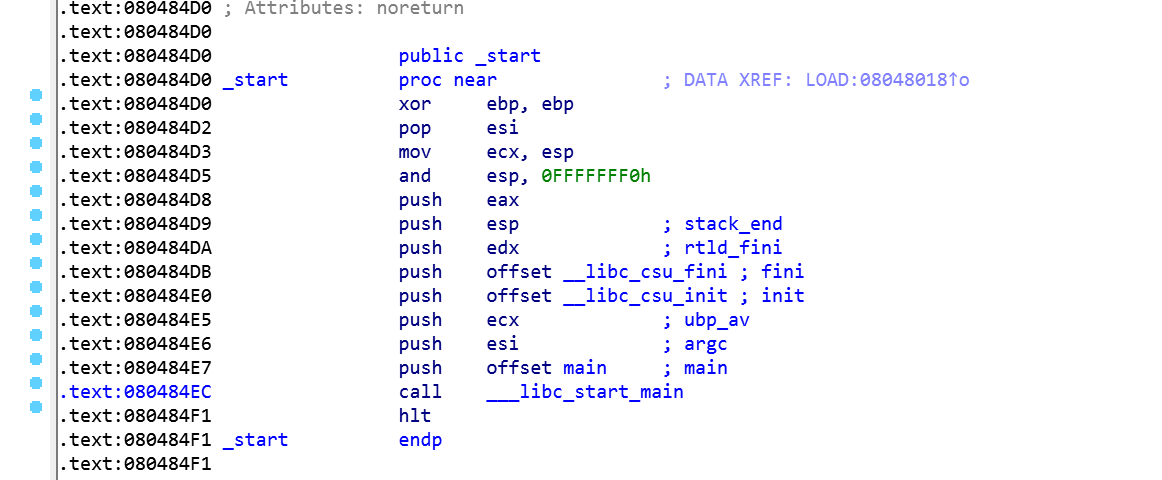 .text:080484D0 ; Attributes: noreturn
.text:080484D0
.text:080484D0 public _start
.text:080484D0 _start proc near ; DATA XREF: LOAD:08048018↑o
.text:080484D0 xor ebp, ebp
.text:080484D2 pop esi
.text:080484D3 mov ecx, esp
.text:080484D5 and esp, 0FFFFFFF0h
.text:080484D8 push eax
.text:080484D9 push esp ; stack_end
.text:080484DA push edx ; rtld_fini
.text:080484DB push offset __libc_csu_fini ; fini
.text:080484E0 push offset __libc_csu_init ; init
.text:080484E5 push ecx ; ubp_av
.text:080484E6 push esi ; argc
.text:080484E7 push offset main ; main
.text:080484EC call ___libc_start_main
.text:080484F1 hlt
.text:080484F1 _start endp
.text:080484F1